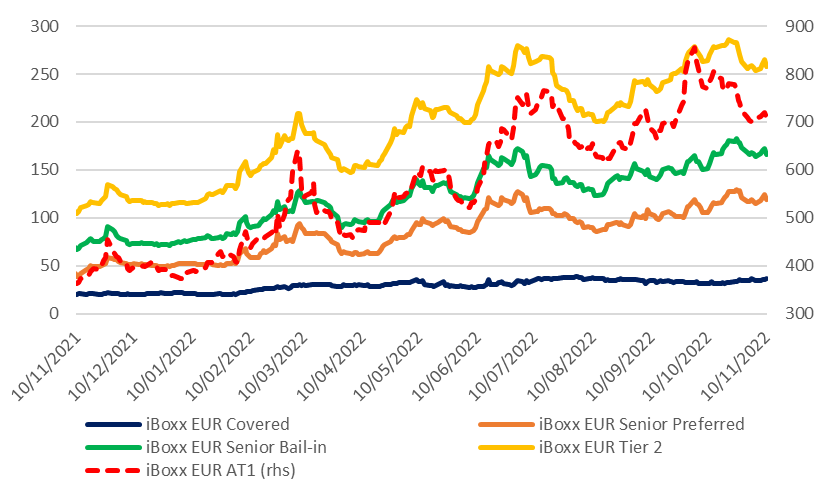 300 900
250 800
200 700
150 600
100 500
50 400
0 300
10/11/2021 10/12/2021 10/01/2022 10/02/2022 10/03/2022 10/04/2022 10/05/2022 10/06/2022 10/07/2022 10/08/2022 10/09/2022 10/10/2022 10/11/2022
iBoxx EUR Covered iBoxx EUR Senior Preferred
iBoxx EUR Senior Bail-in iBoxx EUR Tier 2
iBoxx EUR AT1 (rhs)